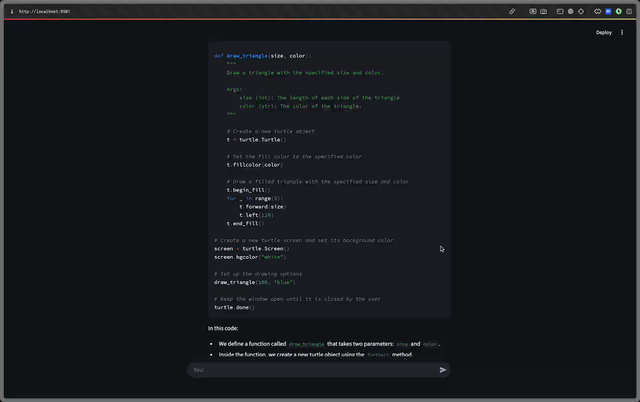 http://localhost:8501
Deploy
def draw_triangle(size, color):
"""
Draw a triangle with the specified size and color.
Args:
size (int): The length of each side of the triangle
color (str): The color of the triangle.
"""
# Create a new turtle object
t = turtle.Turtle()
# Set the fill color to the specified color
t.fillcolor(color)
# Draw a filled triangle with the specified size and color
t.begin_fill()
for _ in range(3):
t.forward(size)
t.left(120)
t.end_fill()
# Create a new turtle screen and set its background color
screen = turtle.Screen()
screen.bgcolor("white")
# Set up the drawing options
draw_triangle(100, "blue")
# Keep the window open until it is closed by the user
turtle.done()
In this code:
• We define a function called draw_triangle that takes two parameters: size and color.
• Inside the function, we create a new turtle object using the Turtle() method.
You: